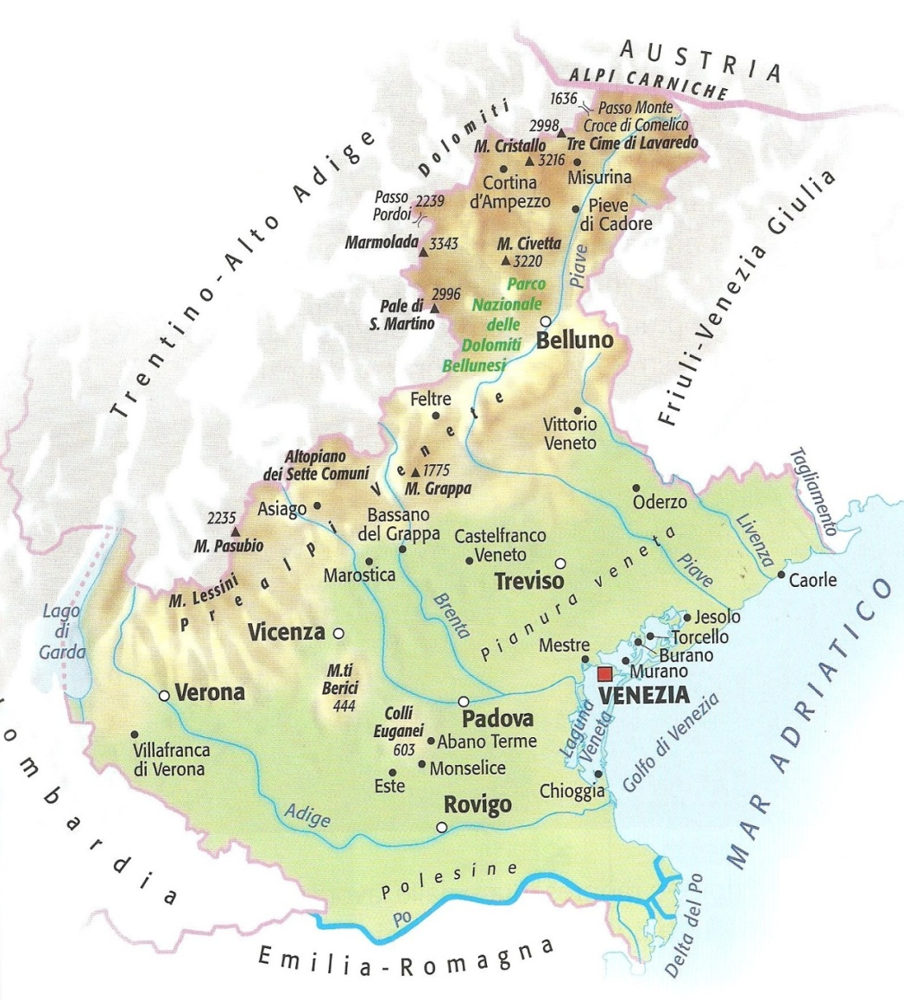 AUSTRIA
ALPI CARNICHE
1636
Passo Monte
Croce di Comelico
2998
Tre Cime di Lavaredo
Dolomiti
M. Cristallo
3216
Misurina
Cortina
d'Ampezzo
Trentino-Alto Adige
Passo
Pordoi
2239
Pieve
di Cadore
Friuli-Venezia Giulia
Marmolada
3343
M. Civetta
3220
Piave
Pale di
S. Martino
2996
Parco
Nazionale
delle
Dolomiti
Bellunesi
Belluno
Feltre
Vittorio
Veneto
Altopiano
dei Sette Comuni
1775
M. Grappa
Prealpi Venete
Asiago
Bassano
del Grappa
2235
M. Pasubio
Oderzo
Tagliamento
Livenza
Castelfranco
Veneto
Marostica
Treviso
Pianura veneta
Piave
Caorle
M. Lessini
Lago
di
Garda
Vicenza
Brenta
Mestre
Jesolo
Torcello
Burano
Murano
VENEZIA
Verona
M.ti
Berici
444
Padova
Colli
Euganei
603
Abano Terme
Laguna
Veneta
Golfo di Venezia
MAR ADRIATICO
Villafranca
di Verona
Monselice
Este
Chioggia
Rovigo
Adige
Lombardia
Polesine
Po
Delta del Po
Emilia-Romagna